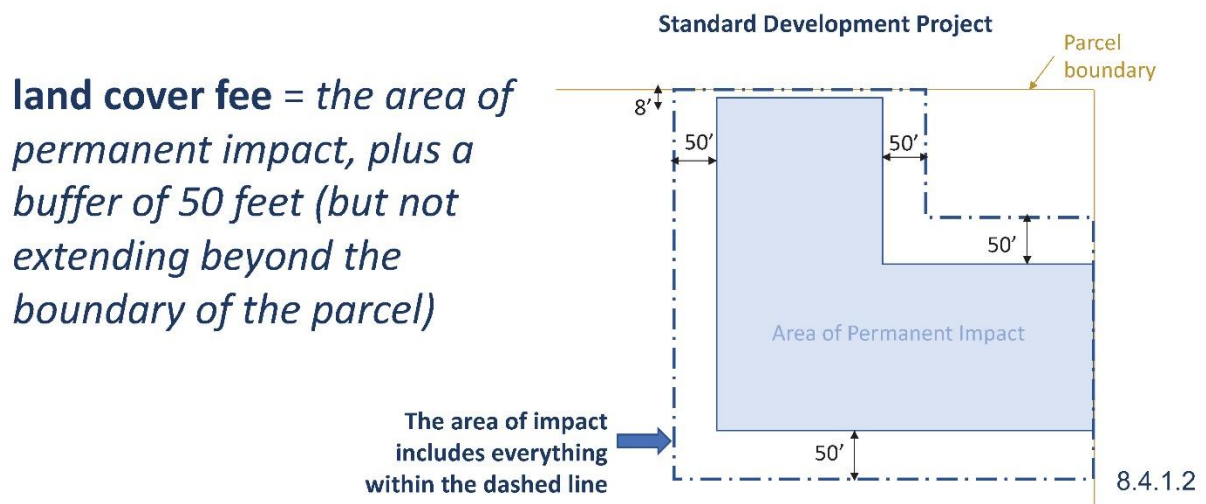 Standard Development Project
Parcel
boundary
land cover fee = the area of
permanent impact, plus a
buffer of 50 feet (but not
extending beyond the
boundary of the parcel)
8’
50’
50’
50’
Area of Permanent Impact
The area of impact
includes everything
within the dashed line
50’
8.4.1.2